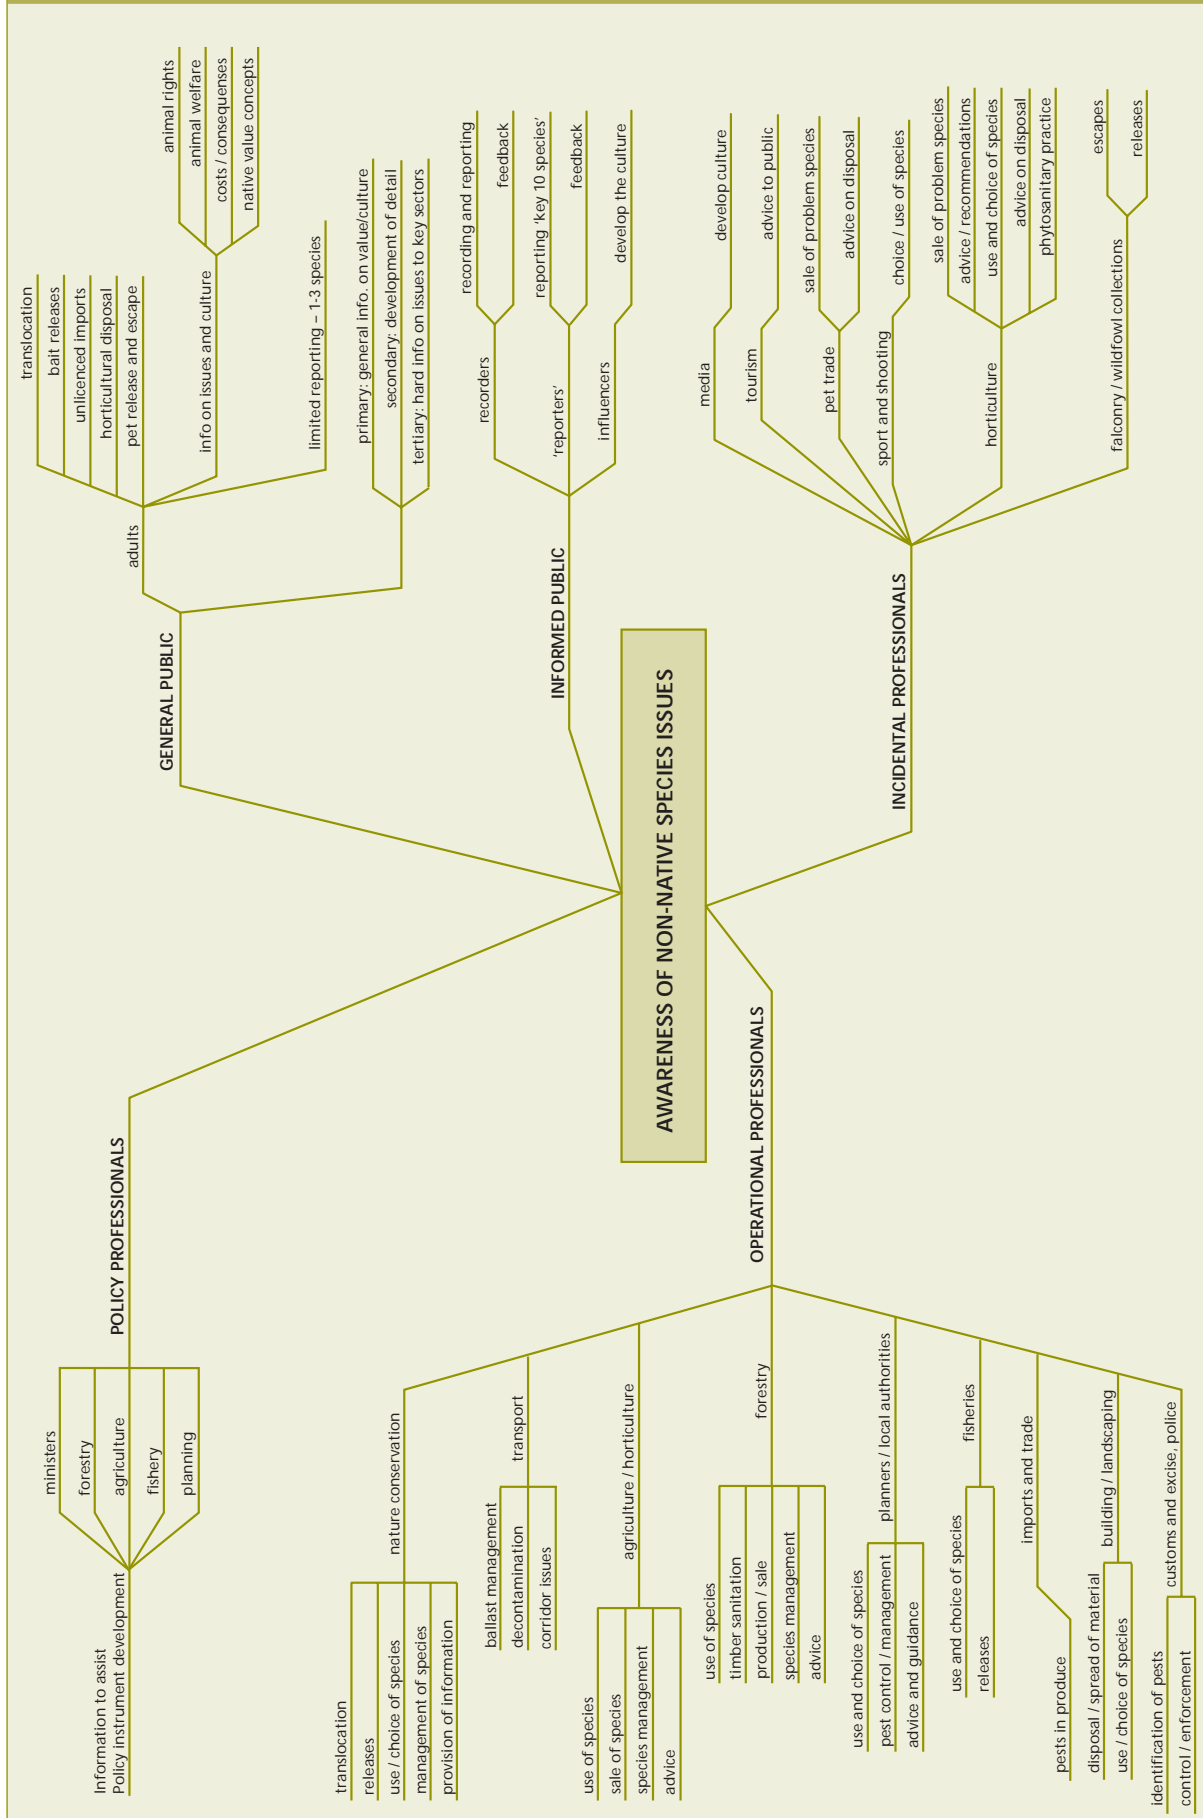 AWARENESS OF NON-NATIVE SPECIES ISSUES
POLICY PROFESSIONALS
ministers
forestry
agriculture
fishery
planning
Information to assist
Policy instrument development
GENERAL PUBLIC
adults
translocation
bait releases
unlicenced imports
horticultural disposal
pet release and escape
info on issues and culture
animal rights
animal welfare
costs / consequenses
native value concepts
limited reporting – 1-3 species
primary: general info. on value/culture
secondary: development of detail
tertiary: hard info on issues to key sectors
INFORMED PUBLIC
recorders
recording and reporting
feedback
‘reporters’
reporting ‘key 10 species’
feedback
influencers
develop the culture
OPERATIONAL PROFESSIONALS
nature conservation
translocation
releases
use / choice of species
management of species
provision of information
transport
ballast management
decontamination
corridor issues
agriculture / horticulture
use of species
sale of species
species management
advice
forestry
use of species
timber sanitation
production / sale
species management
advice
planners / local authorities
use and choice of species
pest control / management
advice and guidance
fisheries
use and choice of species
releases
imports and trade
pests in produce
building / landscaping
disposal / spread of material
use / choice of species
customs and excise, police
identification of pests
control / enforcement
INCIDENTAL PROFESSIONALS
media
develop culture
tourism
advice to public
pet trade
sale of problem species
advice on disposal
sport and shooting
choice / use of species
horticulture
sale of problem species
advice / recommendations
use and choice of species
advice on disposal
phytosanitary practice
falconry / wildfowl collections
escapes
releases